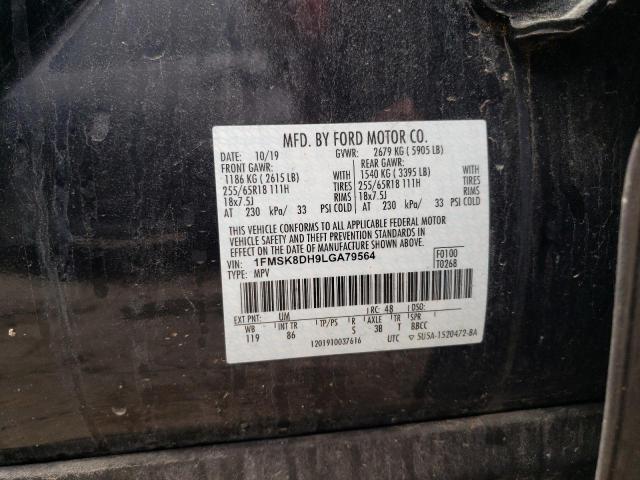 MFD. BY FORD MOTOR CO.
DATE: 10/19 GVWR: 2679 KG ( 5905 LB)
FRONT GAWR: REAR GAWR:
1186 KG ( 2615 LB) WITH 1540 KG ( 3395 LB) WITH
255/65R18 111H TIRES 255/65R18 111H TIRES
18x7.5J RIMS 18x7.5J RIMS
AT 230 kPa/ 33 PSI COLD AT 230 kPa/ 33 PSI COLD
THIS VEHICLE CONFORMS TO ALL APPLICABLE FEDERAL MOTOR
VEHICLE SAFETY AND THEFT PREVENTION STANDARDS IN
EFFECT ON THE DATE OF MANUFACTURE SHOWN ABOVE.
VIN: 1FMSK8DH9LGA79564 F0100
TYPE: MPV T0268
EXT PNT: UM RC: 48 DSO:
WB INT TR TP/PS R AXLE TR SPR
119 86 S 3B T BBCC
1201910037616 UTC ▽ 5U5A-1520472-BA